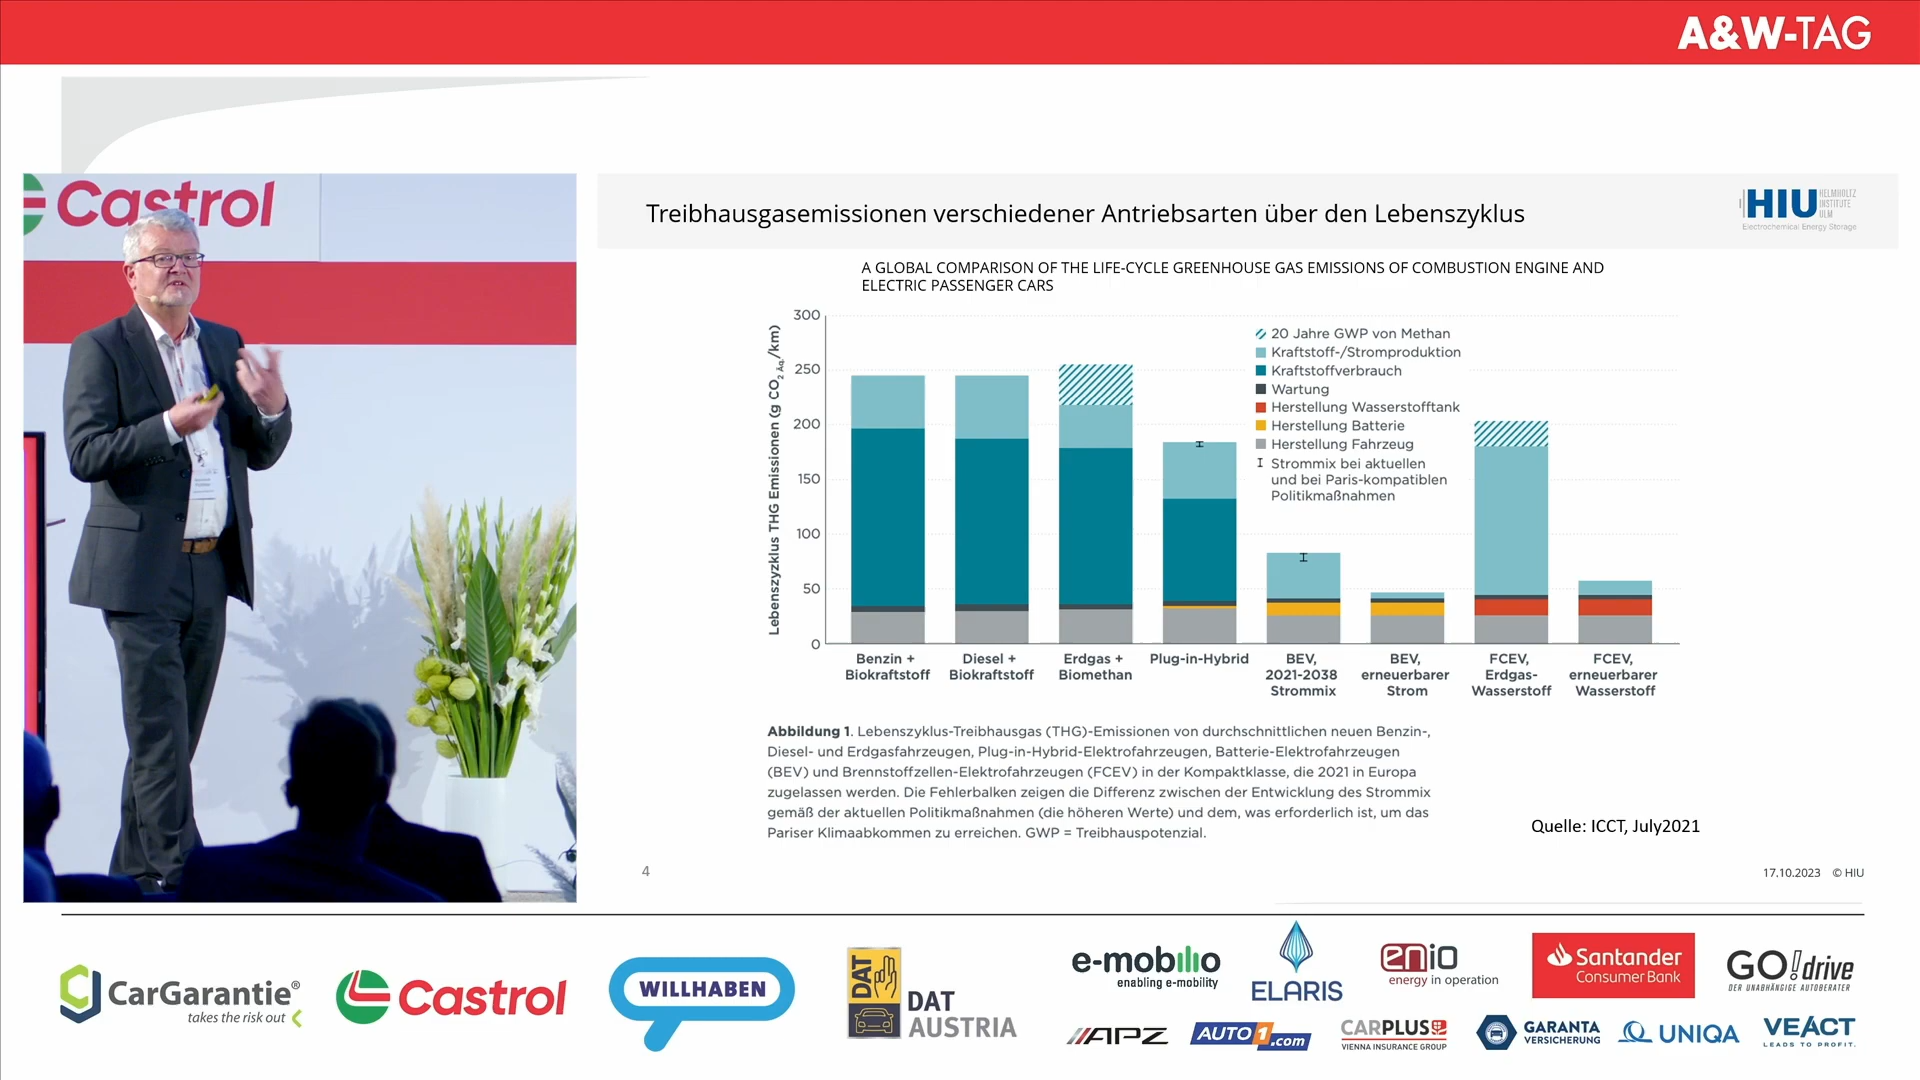 A&W-TAG
Castrol
Treibhausgasemissionen verschiedener Antriebsarten über den Lebenszyklus
HIU
HELMHOLTZ
INSTITUTE
ULM
Electrochemical Energy Storage
A GLOBAL COMPARISON OF THE LIFE-CYCLE GREENHOUSE GAS EMISSIONS OF COMBUSTION ENGINE AND
ELECTRIC PASSENGER CARS
Lebenszyzklus THG Emissionen (g CO₂ Äq./km)
300
250
200
150
100
50
0
20 Jahre GWP von Methan
Kraftstoff-/Stromproduktion
Kraftstoffverbrauch
Wartung
Herstellung Wasserstofftank
Herstellung Batterie
Herstellung Fahrzeug
Strommix bei aktuellen
und bei Paris-kompatiblen
Politikmaßnahmen
Benzin +
Biokraftstoff
Diesel +
Biokraftstoff
Erdgas +
Biomethan
Plug-in-Hybrid
BEV,
2021-2038
Strommix
BEV,
erneuerbarer
Strom
FCEV,
Erdgas-
Wasserstoff
FCEV,
erneuerbarer
Wasserstoff
Abbildung 1. Lebenszyklus-Treibhausgas (THG)-Emissionen von durchschnittlichen neuen Benzin-,
Diesel- und Erdgasfahrzeugen, Plug-in-Hybrid-Elektrofahrzeugen, Batterie-Elektrofahrzeugen
(BEV) und Brennstoffzellen-Elektrofahrzeugen (FCEV) in der Kompaktklasse, die 2021 in Europa
zugelassen werden. Die Fehlerbalken zeigen die Differenz zwischen der Entwicklung des Strommix
gemäß der aktuellen Politikmaßnahmen (die höheren Werte) und dem, was erforderlich ist, um das
Pariser Klimaabkommen zu erreichen. GWP = Treibhauspotenzial.
Quelle: ICCT, July2021
4
17.10.2023 © HIU
CarGarantie®
takes the risk out
Castrol
WILLHABEN
DAT
DAT
AUSTRIA
e-mobilio
enabling e-mobility
ELARIS
enio
energy in operation
Santander
Consumer Bank
GO!drive
DER UNABHÄNGIGE AUTOBERATER
APZ
AUTO1.com
CARPLUS
VIENNA INSURANCE GROUP
GARANTA
VERSICHERUNG
UNIQA
VEACT
LEADS TO PROFIT.